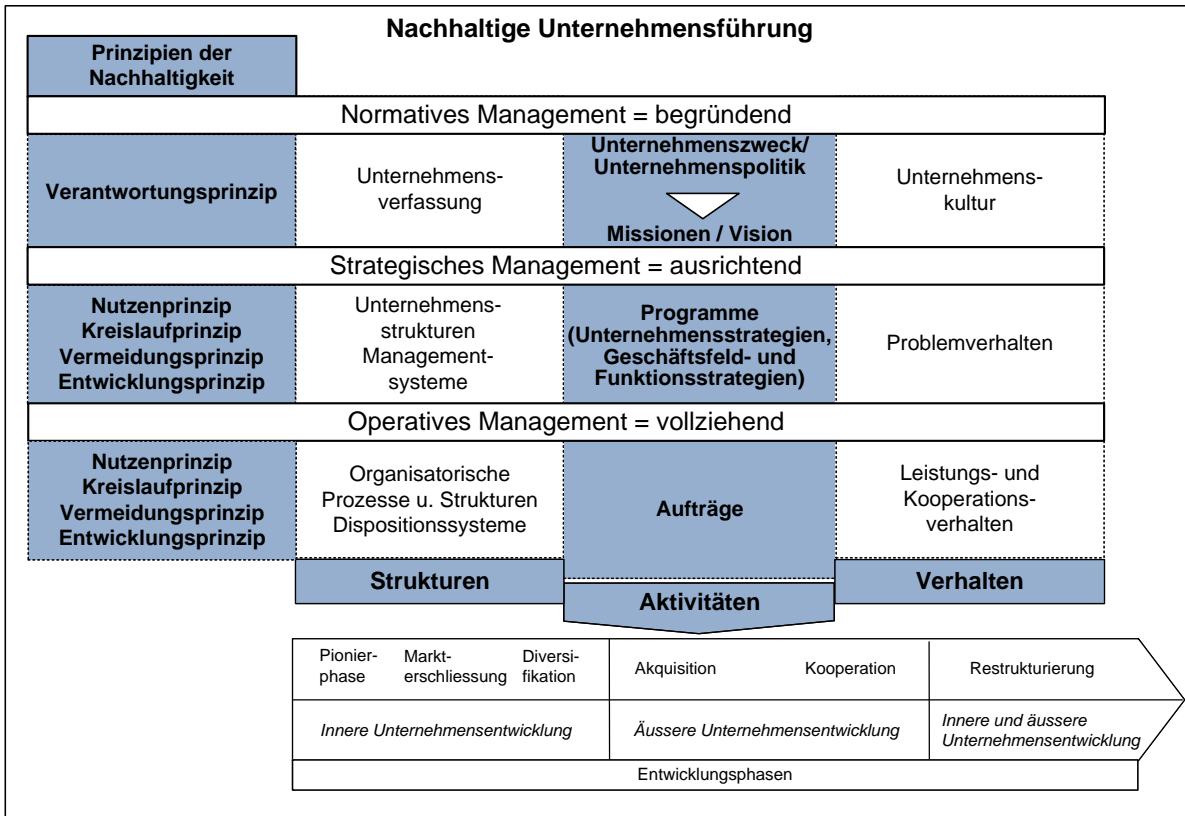 Nachhaltige Unternehmensführung
Prinzipien der
Nachhaltigkeit
Normatives Management = begründend
Verantwortungsprinzip
Unternehmens-
verfassung
Unternehmenszweck/
Unternehmenspolitik
Missionen / Vision
Unternehmens-
kultur
Strategisches Management = ausrichtend
Nutzenprinzip
Kreislaufprinzip
Vermeidungsprinzip
Entwicklungsprinzip
Unternehmens-
strukturen
Management-
systeme
Programme
(Unternehmensstrategien,
Geschäftsfeld- und
Funktionsstrategien)
Problemverhalten
Operatives Management = vollziehend
Nutzenprinzip
Kreislaufprinzip
Vermeidungsprinzip
Entwicklungsprinzip
Organisatorische
Prozesse u. Strukturen
Dispositionssysteme
Aufträge
Leistungs- und
Kooperations-
verhalten
Strukturen
Aktivitäten
Verhalten
Pionier-
phase
Markt-
erschliessung
Diversi-
fikation
Akquisition
Kooperation
Restrukturierung
Innere Unternehmensentwicklung
Äussere Unternehmensentwicklung
Innere und äussere
Unternehmensentwicklung
Entwicklungsphasen